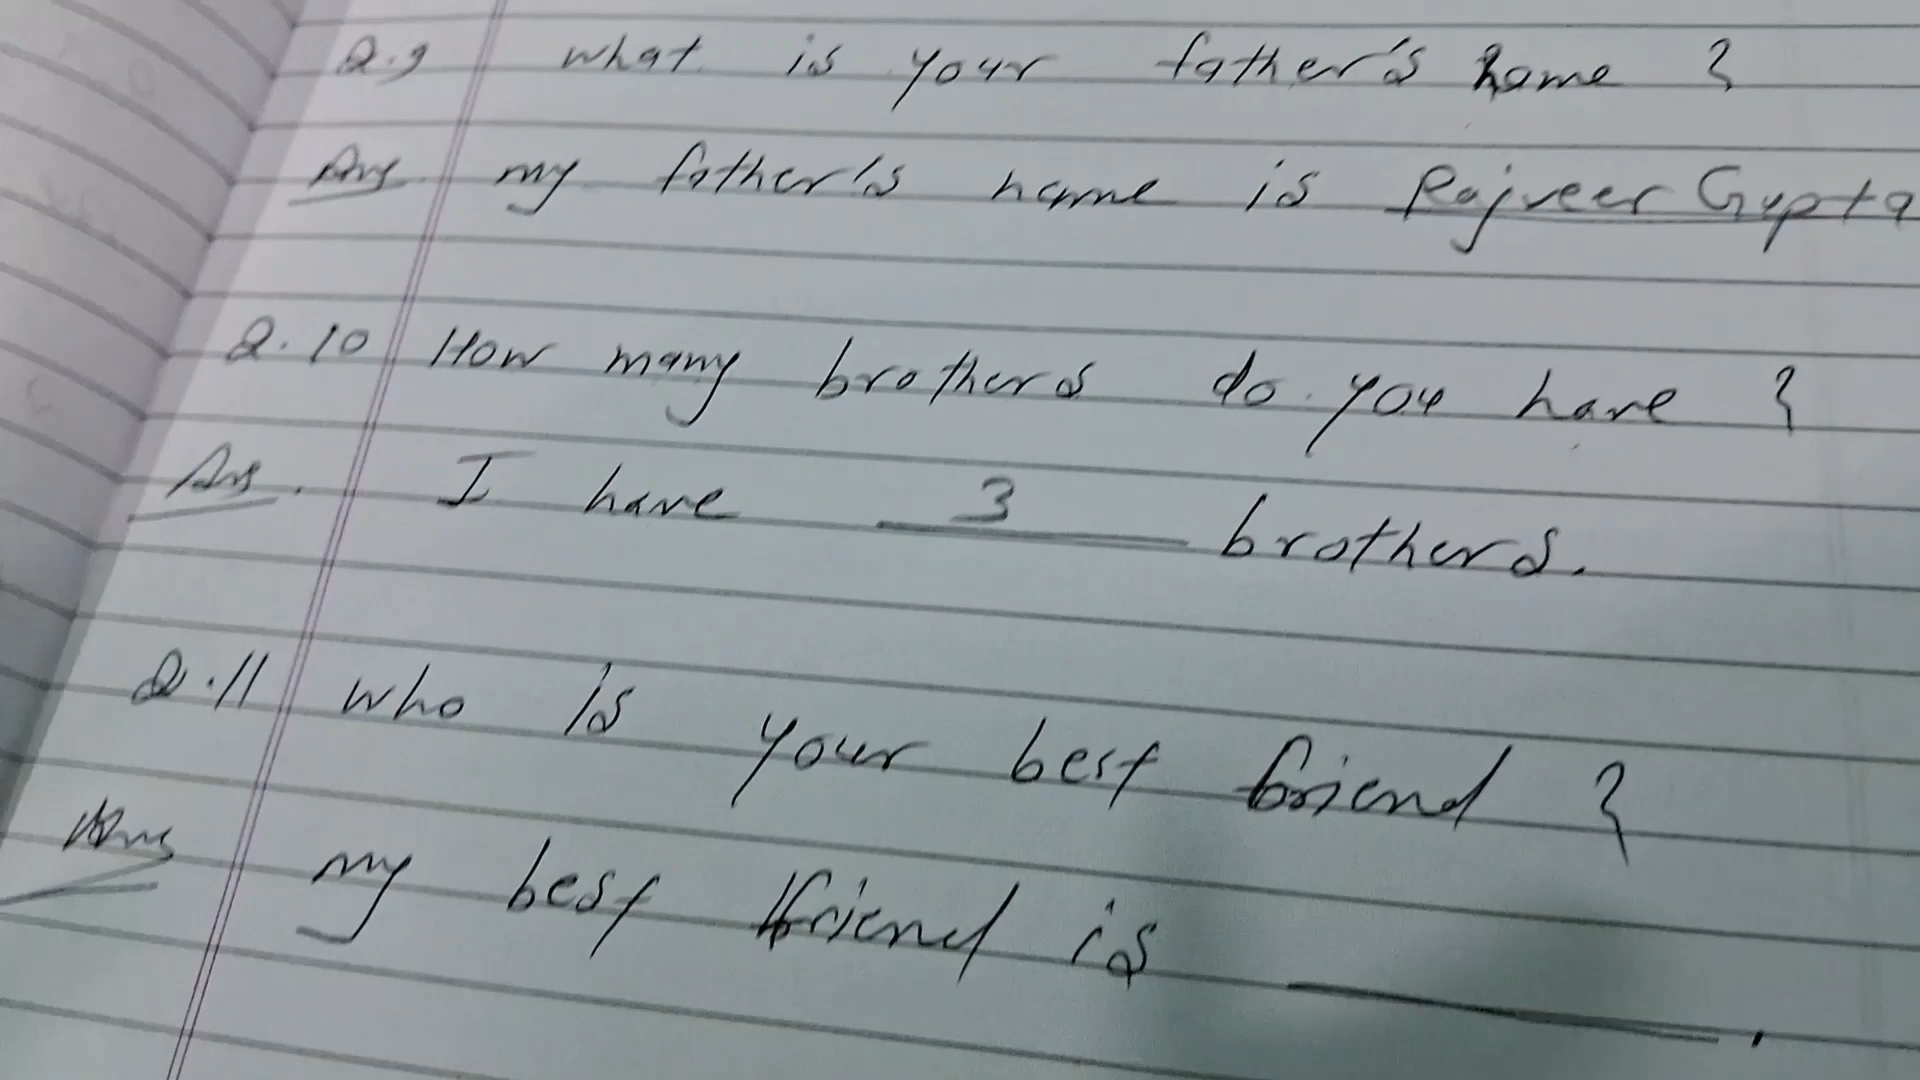 Q.9 What is your father's name ?
Ans my father's name is Rajveer Gupta
Q.10 How many brothers do you have ?
Ans. I have 3 brothers.
Q.11 who is your best friend ?
Ans my best friend is ________.